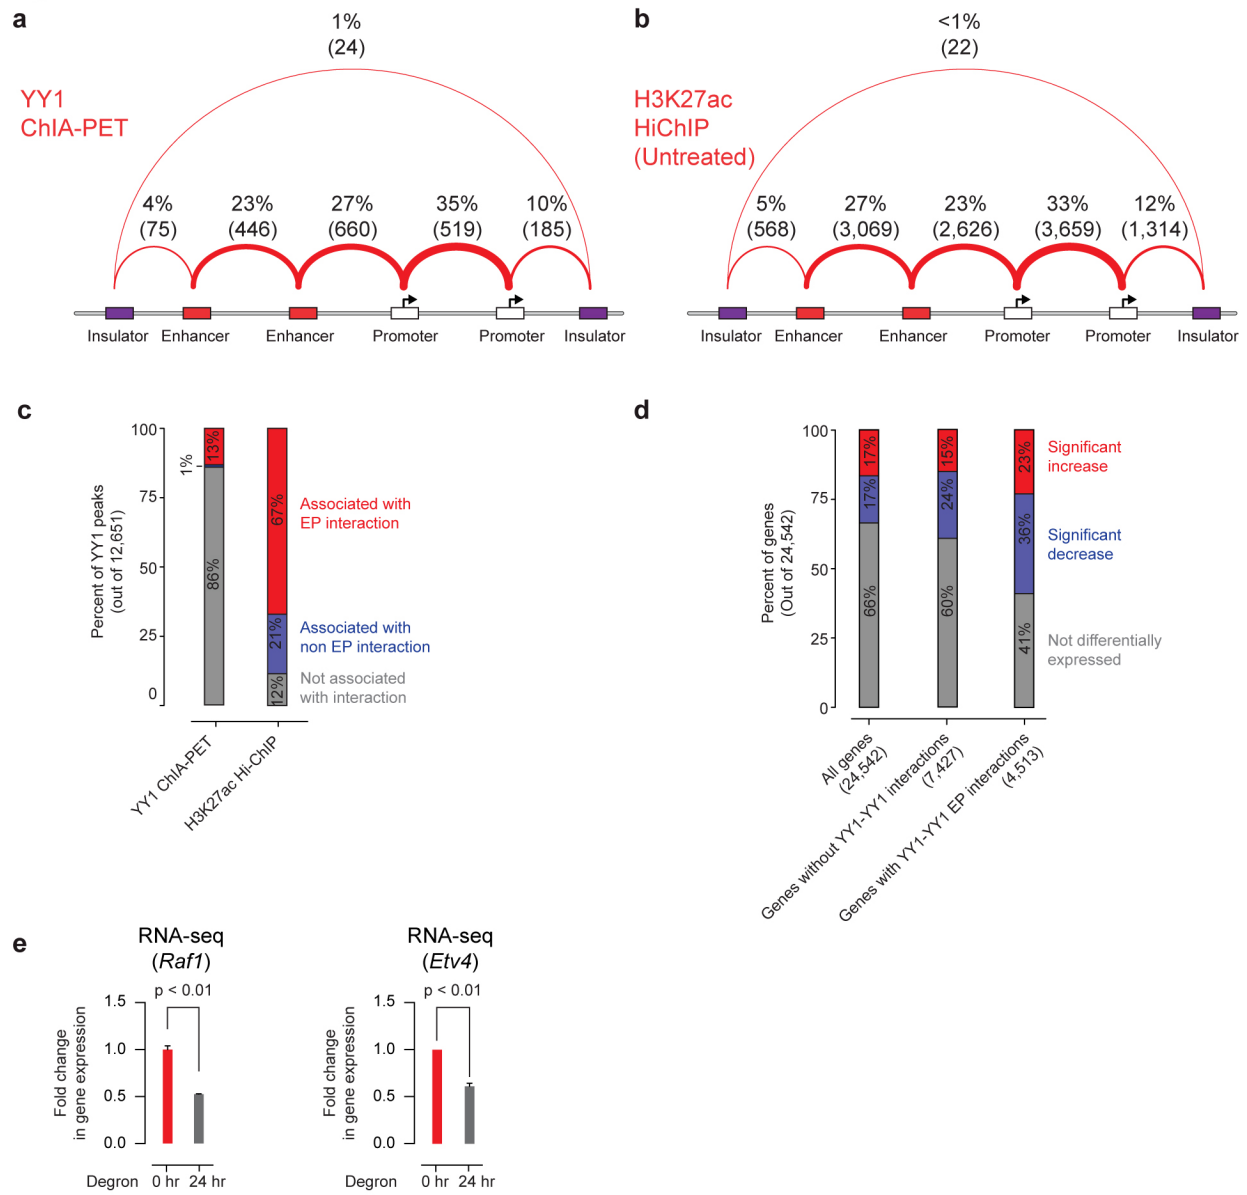 a
1%
(24)
YY1
ChIA-PET
4%
(75)
23%
(446)
27%
(660)
35%
(519)
10%
(185)
Insulator
Enhancer
Enhancer
Promoter
Promoter
Insulator
b
<1%
(22)
H3K27ac
HiChIP
(Untreated)
5%
(568)
27%
(3,069)
23%
(2,626)
33%
(3,659)
12%
(1,314)
Insulator
Enhancer
Enhancer
Promoter
Promoter
Insulator
c
Percent of YY1 peaks
(out of 12,651)
100
75
50
25
0
13%
1%
86%
67%
21%
12%
Associated with
EP interaction
Associated with
non EP interaction
Not associated
with interaction
YY1 ChIA-PET
H3K27ac Hi-ChIP
d
Percent of genes
(Out of 24,542)
100
75
50
25
0
17%
17%
66%
15%
24%
60%
23%
36%
41%
Significant
increase
Significant
decrease
Not differentially
expressed
All genes
(24,542)
Genes without YY1-YY1 interactions
(7,427)
Genes with YY1-YY1 EP interactions
(4,513)
e
RNA-seq
(Raf1)
p < 0.01
Fold change
in gene expression
1.5
1.0
0.5
0.0
Degron
0 hr
24 hr
RNA-seq
(Etv4)
p < 0.01
Fold change
in gene expression
1.5
1.0
0.5
0.0
Degron
0 hr
24 hr